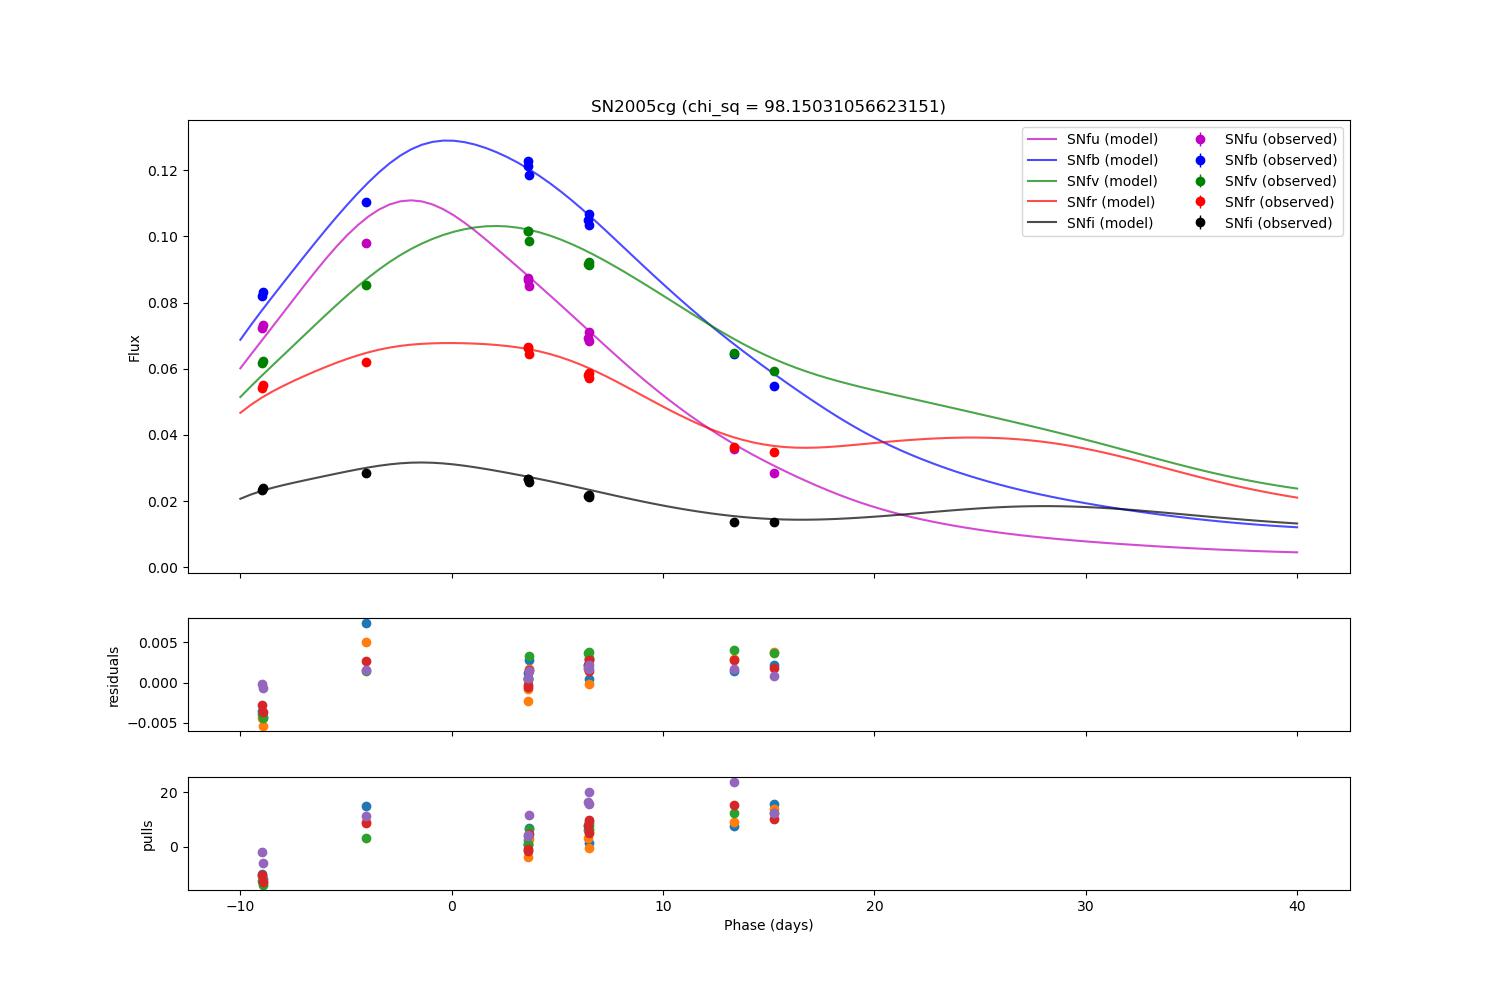 SN2005cg (chi_sq = 98.15031056623151)
SNfu (model)
SNfb (model)
SNfv (model)
SNfr (model)
SNfi (model)
SNfu (observed)
SNfb (observed)
SNfv (observed)
SNfr (observed)
SNfi (observed)
Flux
0.12
0.10
0.08
0.06
0.04
0.02
0.00
residuals
0.005
0.000
−0.005
pulls
20
0
−10 0 10 20 30 40
Phase (days)